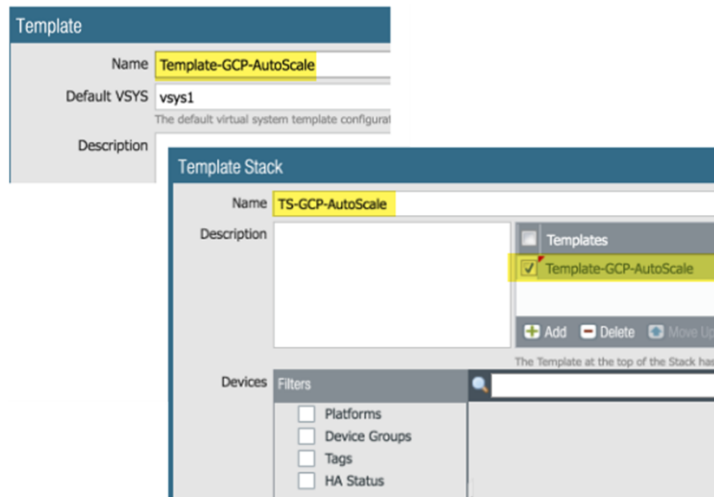 Template
Name Template-GCP-AutoScale
Default VSYS vsys1
The default virtual system template configurat
Description
Template Stack
Name TS-GCP-AutoScale
Description
Templates
Template-GCP-AutoScale
Add Delete Move Up
The Template at the top of the Stack has
Devices Filters
Platforms
Device Groups
Tags
HA Status